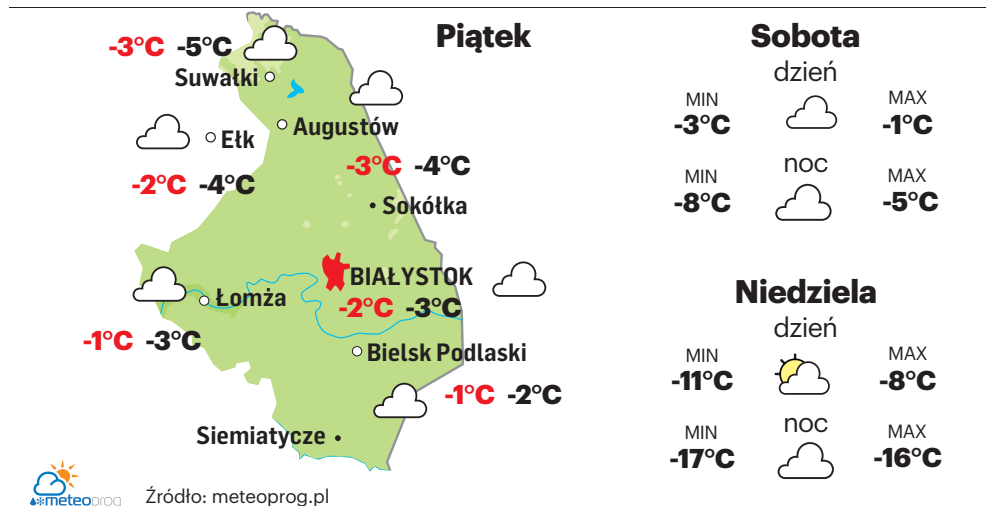 Piątek
-3°C -5°C
Suwałki
Augustów
Ełk
-3°C -4°C
-2°C -4°C
Sokółka
BIAŁYSTOK
-2°C -3°C
Łomża
-1°C -3°C
Bielsk Podlaski
-1°C -2°C
Siemiatycze
meteoprog
Źródło: meteoprog.pl
Sobota
dzień
MIN MAX
-3°C -1°C
noc
MIN MAX
-8°C -5°C
Niedziela
dzień
MIN MAX
-11°C -8°C
noc
MIN MAX
-17°C -16°C